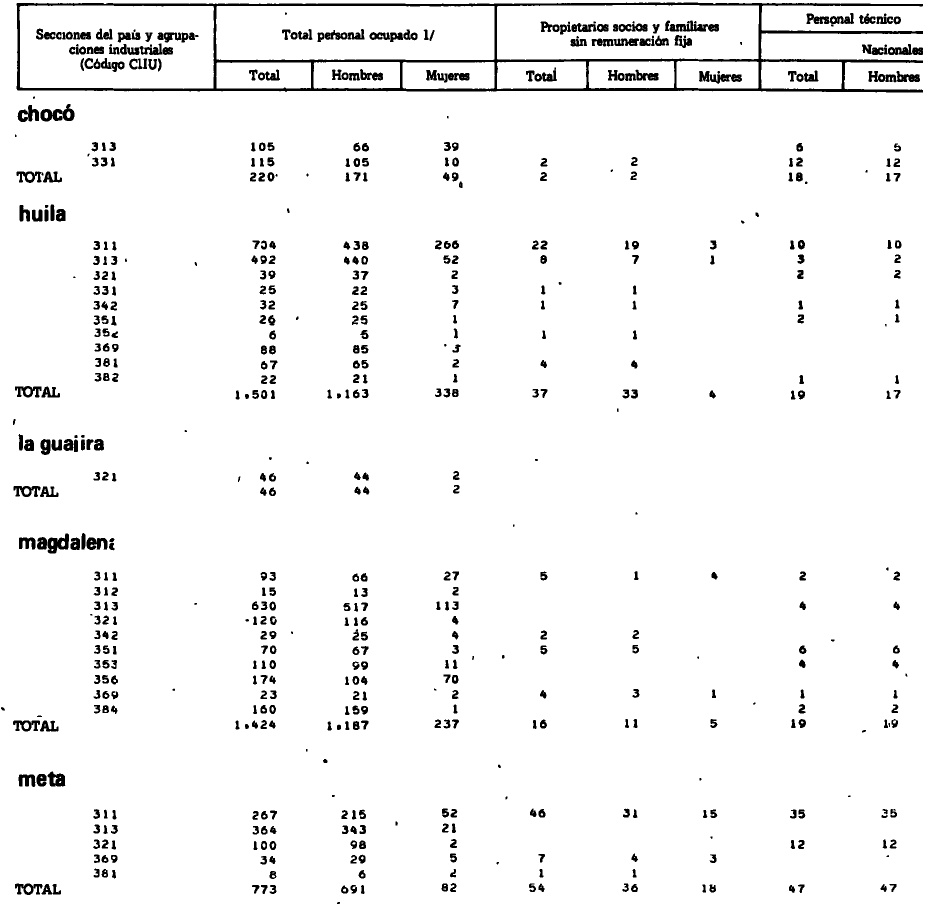 Secciones del país y agrupa- Total personal ocupado 1/ Propietarios socios y familiares Personal técnico
ciones industriales sin remuneración fija Nacionales
(Código CIIU) Total Hombres Mujeres Total Hombres Mujeres Total Hombres
chocó
313 105 66 39 6 5
331 115 105 10 2 2 12 12
TOTAL 220 171 49 2 2 18 17
huila
311 704 438 266 22 19 3 10 10
313 492 440 52 8 7 1 3 2
321 39 37 2 2 2
331 25 22 3 1 1
342 32 25 7 1 1 1 1
351 26 25 1 2 1
352 6 5 1 1 1
369 88 85 3
381 67 65 2 4 4
382 22 21 1 1 1
TOTAL 1.501 1.163 338 37 33 4 19 17
la guajira
321 46 44 2
TOTAL 46 44 2
magdalena
311 93 66 27 5 1 4 2 2
312 15 13 2
313 630 517 113 4 4
321 120 116 4
342 29 25 4 2 2
351 70 67 3 5 5 6 6
353 110 99 11 4 4
356 174 104 70
369 23 21 2 4 3 1 1 1
384 160 159 1 2 2
TOTAL 1.424 1.187 237 16 11 5 19 19
meta
311 267 215 52 46 31 15 35 35
313 364 343 21
321 100 98 2 12 12
369 34 29 5 7 4 3
381 8 6 2 1 1
TOTAL 773 691 82 54 36 18 47 47